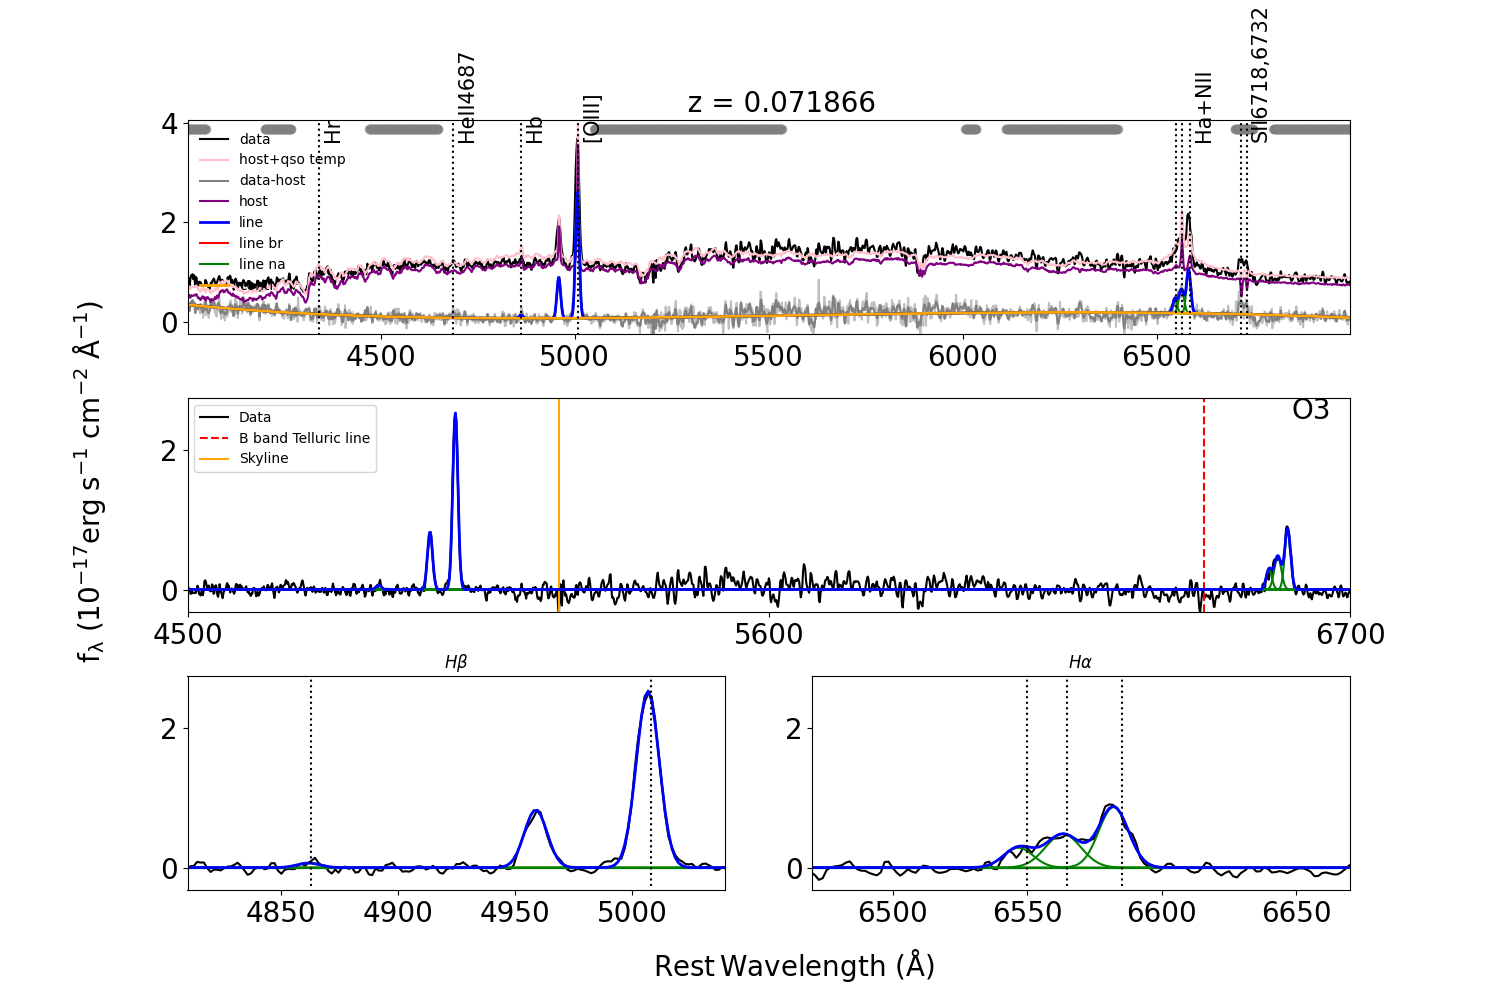 z = 0.071866
Hr
HeII4687
Hb
[OIII]
Ha+NII
SII6718,6732
4
2
0
data
host+qso temp
data-host
host
line
line br
line na
4500 5000 5500 6000 6500
fλ (10⁻¹⁷erg s⁻¹ cm⁻² Å⁻¹)
Data
B band Telluric line
Skyline
O3
2
0
4500 5600 6700
Hβ
2
0
4850 4900 4950 5000
Hα
2
0
6500 6550 6600 6650
Rest Wavelength (Å)